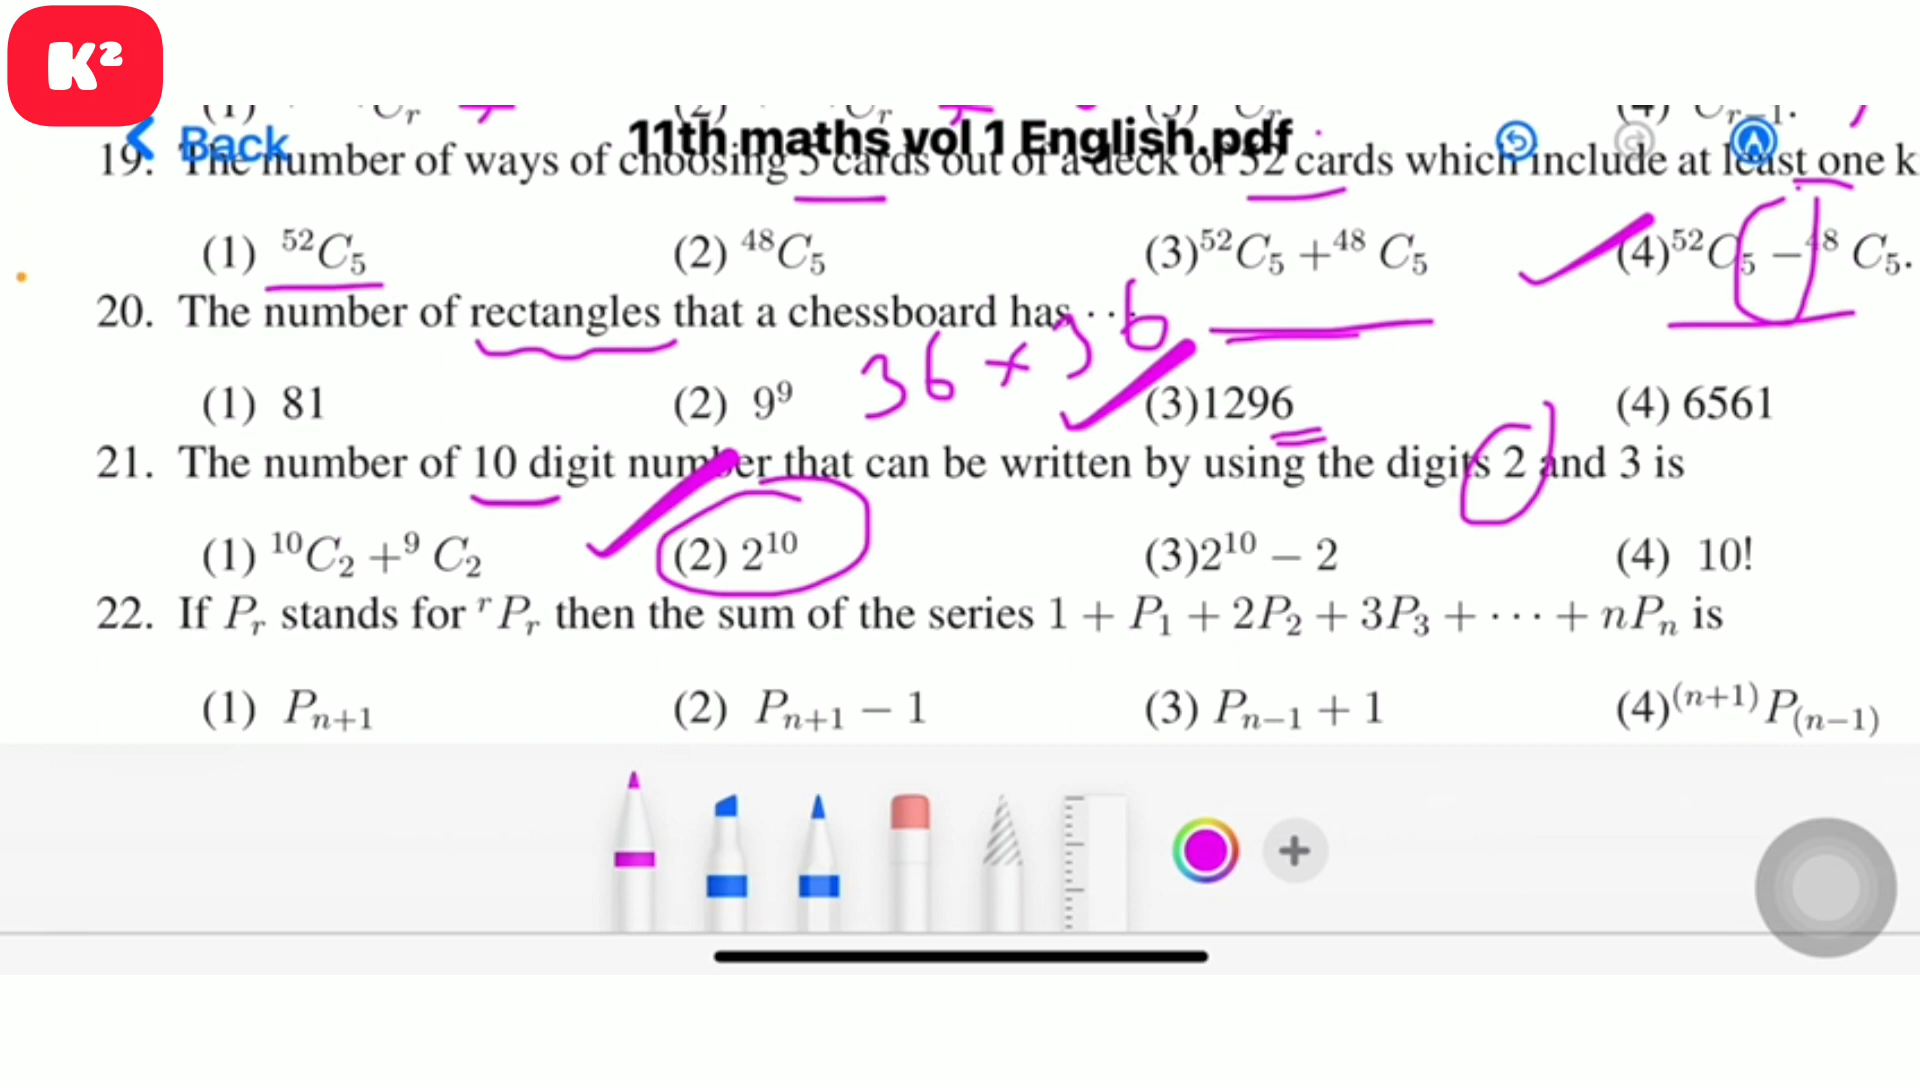 K²
Back 11th maths vol 1 English.pdf
19. The number of ways of choosing 5 cards out of a deck of 52 cards which include at least one k
(1) ⁵²C₅ (2) ⁴⁸C₅ (3)⁵²C₅ +⁴⁸ C₅ (4)⁵²C₅ −⁴⁸ C₅.
20. The number of rectangles that a chessboard has ···
36 × 36
(1) 81 (2) 9⁹ (3)1296 (4) 6561
21. The number of 10 digit number that can be written by using the digits 2 and 3 is
(1) ¹⁰C₂ +⁹ C₂ (2) 2¹⁰ (3)2¹⁰ − 2 (4) 10!
22. If Pᵣ stands for ʳPᵣ then the sum of the series 1 + P₁ + 2P₂ + 3P₃ + ··· + nPₙ is
(1) Pₙ₊₁ (2) Pₙ₊₁ − 1 (3) Pₙ₋₁ + 1 (4)⁽ⁿ⁺¹⁾P₍ₙ₋₁₎